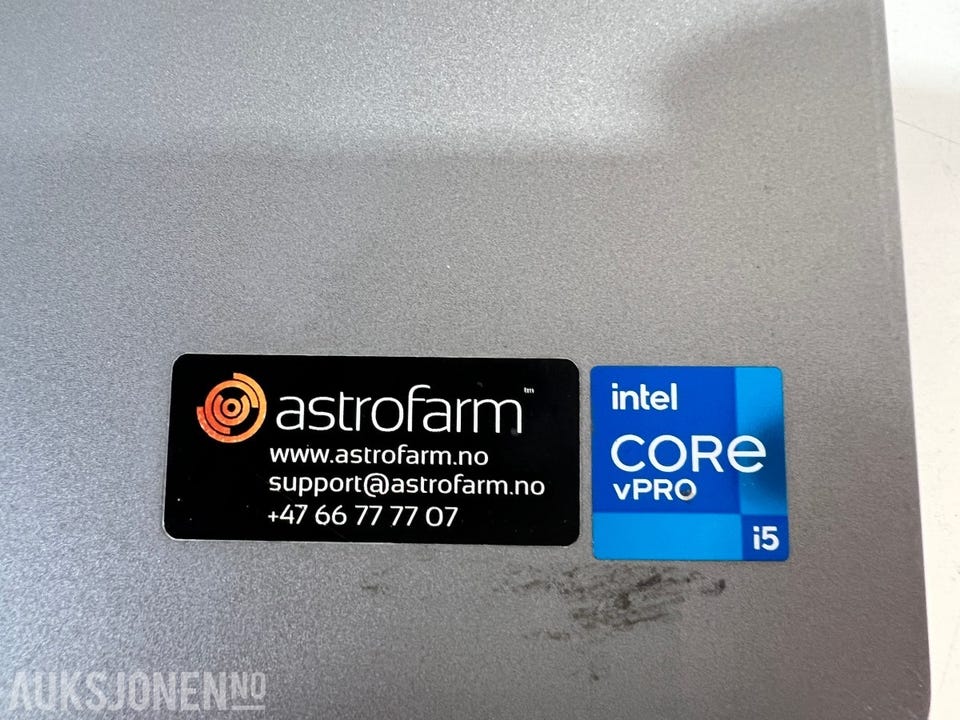 astrofarm™
www.astrofarm.no
support@astrofarm.no
+47 66 77 77 07
intel
CORe
vPRO
i5
AUKSJONEN.NO